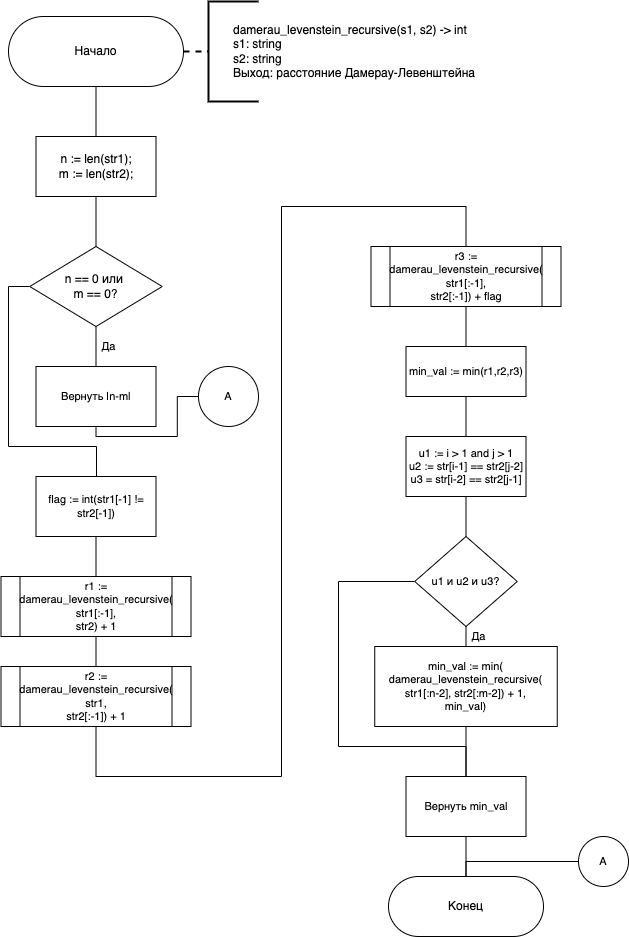 Начало
damerau_levenstein_recursive(s1, s2) -> int
s1: string
s2: string
Выход: расстояние Дамерау-Левенштейна
n := len(str1);
m := len(str2);
n == 0 или
m == 0?
Да
Вернуть ln-ml
A
flag := int(str1[-1] !=
str2[-1])
r1 :=
damerau_levenstein_recursive(
str1[:-1],
str2) + 1
r2 :=
damerau_levenstein_recursive(
str1,
str2[:-1]) + 1
r3 :=
damerau_levenstein_recursive(
str1[:-1],
str2[:-1]) + flag
min_val := min(r1,r2,r3)
u1 := i > 1 and j > 1
u2 := str[i-1] == str2[j-2]
u3 = str[i-2] == str2[j-1]
u1 и u2 и u3?
Да
min_val := min(
damerau_levenstein_recursive(
str1[:n-2], str2[:m-2]) + 1,
min_val)
Вернуть min_val
A
Конец